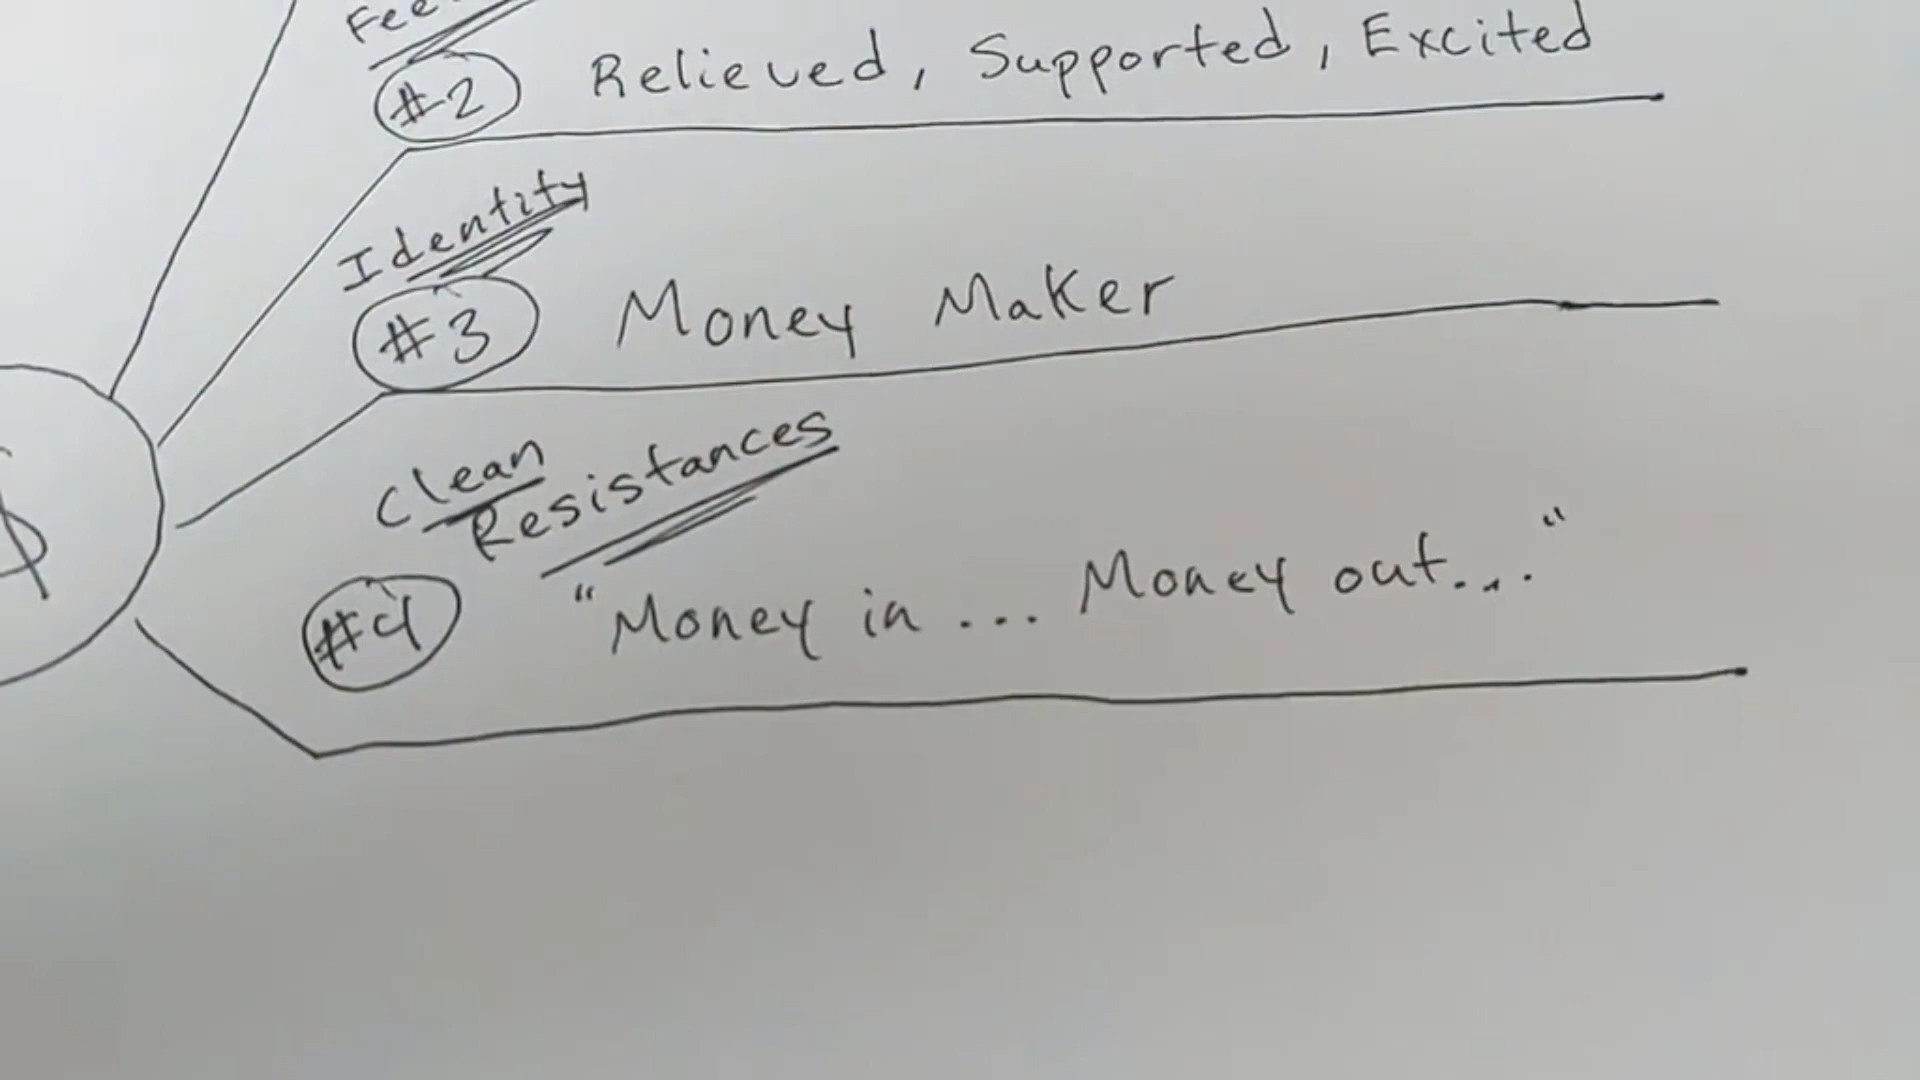 #2 Relieved, Supported, Excited
Identity
#3 Money Maker
Clean
Resistances
#4 "Money in ... Money out..."
$